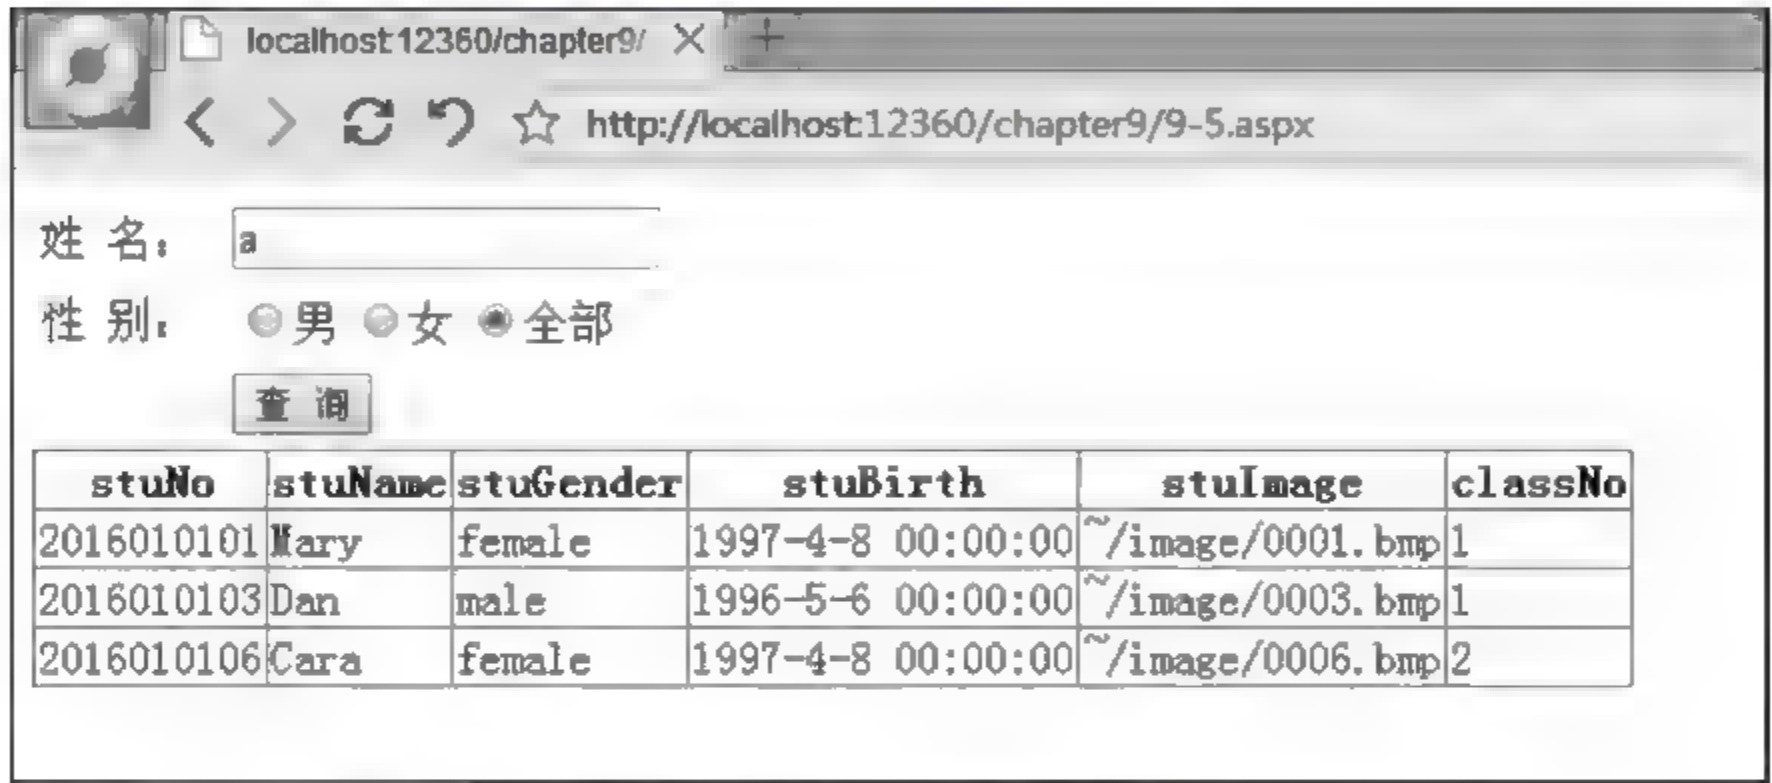 localhost:12360/chapter9/
http://localhost:12360/chapter9/9-5.aspx
姓 名： a
性 别： 男 女 全部
查 询
stuNo stuName stuGender stuBirth stuImage classNo
2016010101 Mary female 1997-4-8 00:00:00 ~/image/0001.bmp 1
2016010103 Dan male 1996-5-6 00:00:00 ~/image/0003.bmp 1
2016010106 Cara female 1997-4-8 00:00:00 ~/image/0006.bmp 2